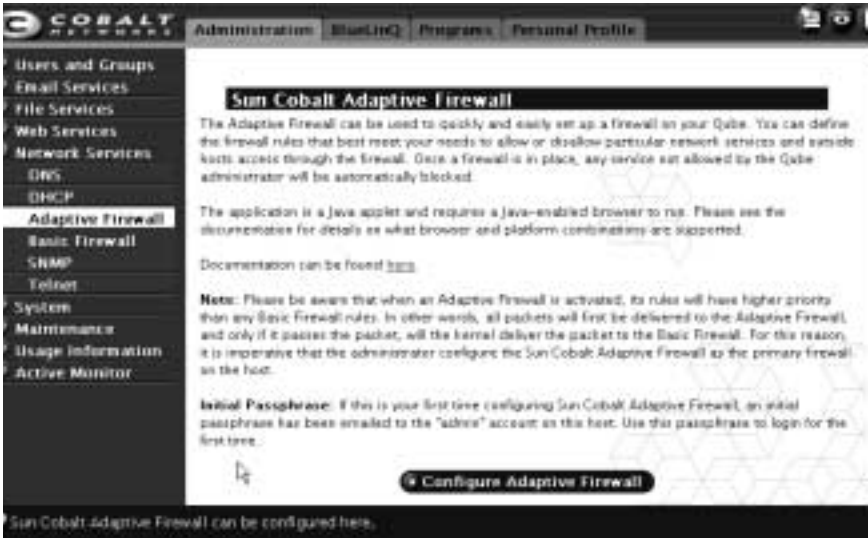 COBALT
NETWORKS
Administration
BlueLinQ
Programs
Personal Profile
Users and Groups
Email Services
File Services
Web Services
Network Services
DNS
DHCP
Adaptive Firewall
Basic Firewall
SNMP
Telnet
System
Maintenance
Usage Information
Active Monitor
Sun Cobalt Adaptive Firewall
The Adaptive Firewall can be used to quickly and easily set up a firewall on your Qube. You can define
the firewall rules that best meet your needs to allow or disallow particular network services and outside
hosts access through the firewall. Once a firewall is in place, any service not allowed by the Qube
administrator will be automatically blocked.
The application is a Java applet and requires a Java-enabled browser to run. Please see the
documentation for details on what browser and platform combinations are supported.
Documentation can be found here.
Note: Please be aware that when an Adaptive Firewall is activated, its rules will have higher priority
than any Basic Firewall rules. In other words, all packets will first be delivered to the Adaptive Firewall,
and only if it passes the packet, will the kernel deliver the packet to the Basic Firewall. For this reason,
it is imperative that the administrator configure the Sun Cobalt Adaptive Firewall as the primary firewall
on the host.
Initial Passphrase: If this is your first time configuring Sun Cobalt Adaptive Firewall, an initial
passphrase has been emailed to the "admin" account on this host. Use this passphrase to login for the
first time.
Configure Adaptive Firewall
Sun Cobalt Adaptive Firewall can be configured here.